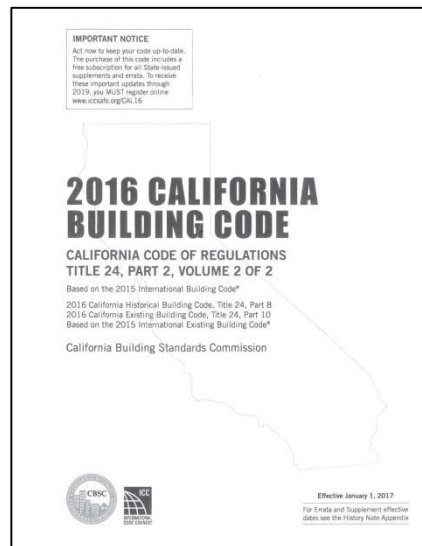 IMPORTANT NOTICE
Act now to keep your code up-to-date.
The purchase of this code includes a
free subscription for all State-issued
supplements and errata. To receive
these important updates through
2019, you MUST register online
www.iccsafe.org/CAL16
2016 CALIFORNIA
BUILDING CODE
CALIFORNIA CODE OF REGULATIONS
TITLE 24, PART 2, VOLUME 2 OF 2
Based on the 2015 International Building Code®
2016 California Historical Building Code, Title 24, Part 8
2016 California Existing Building Code, Title 24, Part 10
Based on the 2015 International Existing Building Code®
California Building Standards Commission
CBSC
ICC
INTERNATIONAL
CODE COUNCIL®
Effective January 1, 2017
For Errata and Supplement effective
dates see the History Note Appendix